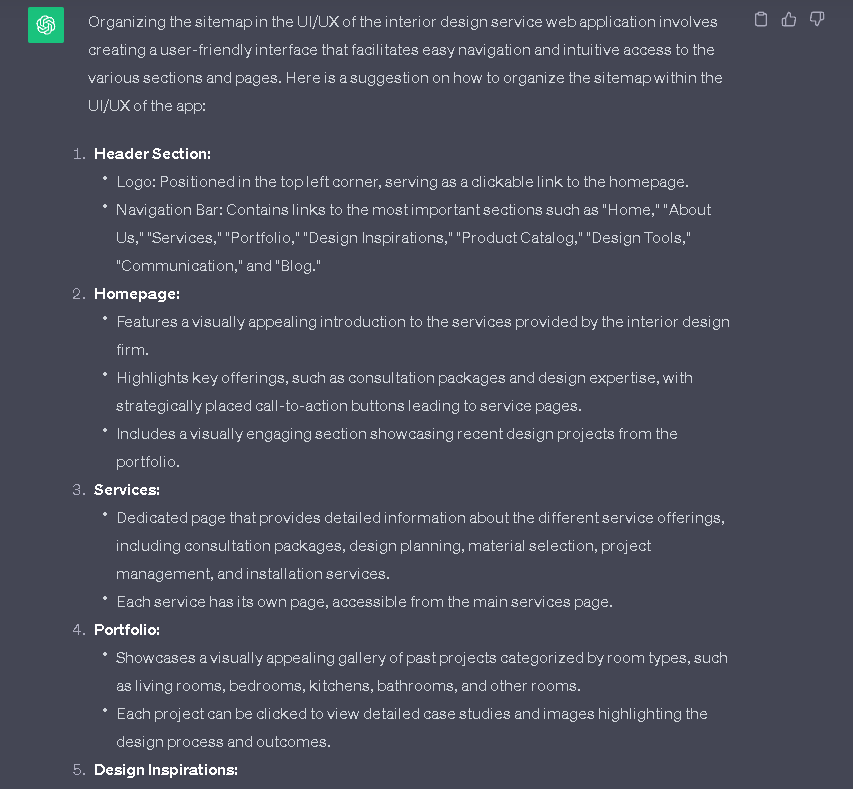 Organizing the sitemap in the UI/UX of the interior design service web application involves
creating a user-friendly interface that facilitates easy navigation and intuitive access to the
various sections and pages. Here is a suggestion on how to organize the sitemap within the
UI/UX of the app:
1. Header Section:
• Logo: Positioned in the top left corner, serving as a clickable link to the homepage.
• Navigation Bar: Contains links to the most important sections such as "Home," "About
Us," "Services," "Portfolio," "Design Inspirations," "Product Catalog," "Design Tools,"
"Communication," and "Blog."
2. Homepage:
• Features a visually appealing introduction to the services provided by the interior design
firm.
• Highlights key offerings, such as consultation packages and design expertise, with
strategically placed call-to-action buttons leading to service pages.
• Includes a visually engaging section showcasing recent design projects from the
portfolio.
3. Services:
• Dedicated page that provides detailed information about the different service offerings,
including consultation packages, design planning, material selection, project
management, and installation services.
• Each service has its own page, accessible from the main services page.
4. Portfolio:
• Showcases a visually appealing gallery of past projects categorized by room types, such
as living rooms, bedrooms, kitchens, bathrooms, and other rooms.
• Each project can be clicked to view detailed case studies and images highlighting the
design process and outcomes.
5. Design Inspirations: